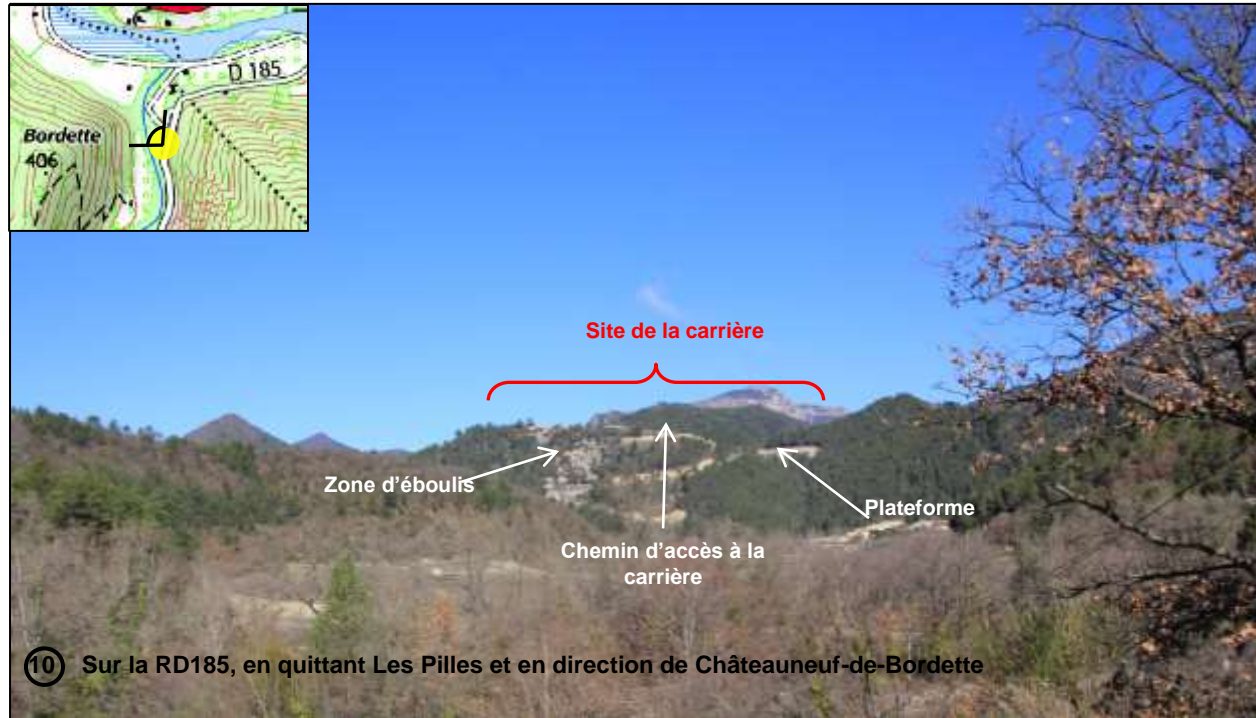 D 185
Bordette
406
Site de la carrière
Zone d'éboulis
Plateforme
Chemin d'accès à la
carrière
10 Sur la RD185, en quittant Les Pilles et en direction de Châteauneuf-de-Bordette